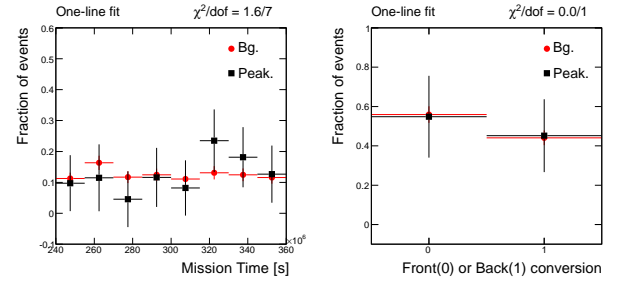 One-line fit
χ²/dof = 1.6/7
Fraction of events
0.6
0.5
0.4
0.3
0.2
0.1
0
-0.1
Bg.
Peak.
240
260
280
300
320
340
360
×10⁶
Mission Time [s]
One-line fit
χ²/dof = 0.0/1
Fraction of events
1
0.8
0.6
0.4
0.2
0
Bg.
Peak.
0
1
Front(0) or Back(1) conversion